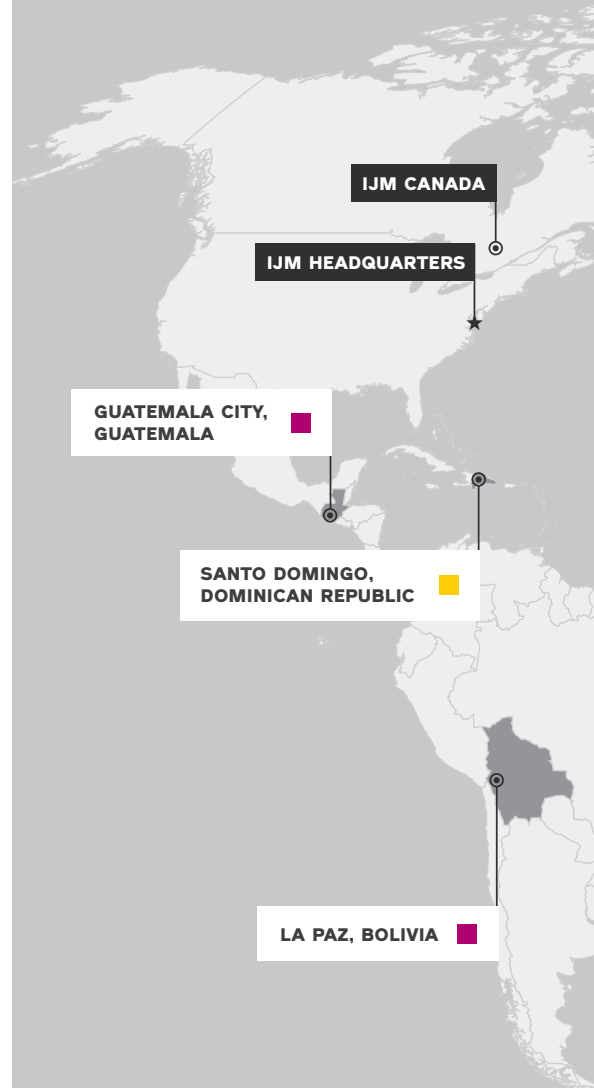 IJM CANADA
IJM HEADQUARTERS
GUATEMALA CITY,
GUATEMALA
SANTO DOMINGO,
DOMINICAN REPUBLIC
LA PAZ, BOLIVIA